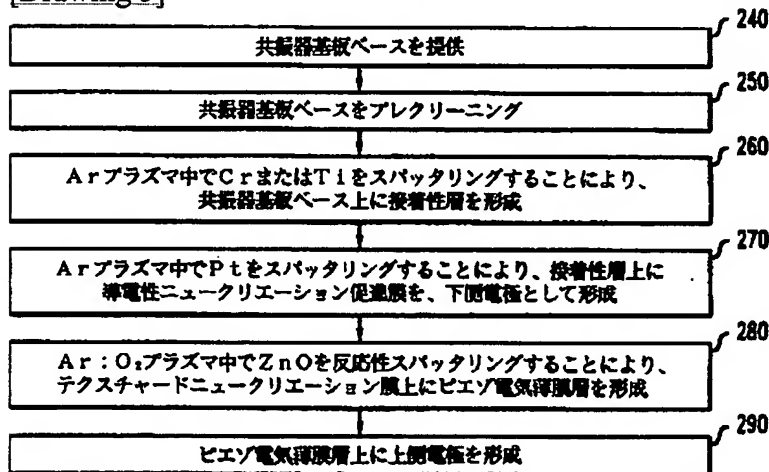 240
共振器基板ベースを提供
250
共振器基板ベースをプレクリーニング
260
Arプラズマ中でCrまたはTiをスパッタリングすることにより、
共振器基板ベース上に接着性層を形成
270
Arプラズマ中でPtをスパッタリングすることにより、接着性層上に
導電性ニュークリエーション促進膜を、下側電極として形成
280
Ar:O₂プラズマ中でZnOを反応性スパッタリングすることにより、
テクスチャードニュークリエーション膜上にピエゾ電気薄膜層を形成
290
ピエゾ電気薄膜層上に上側電極を形成